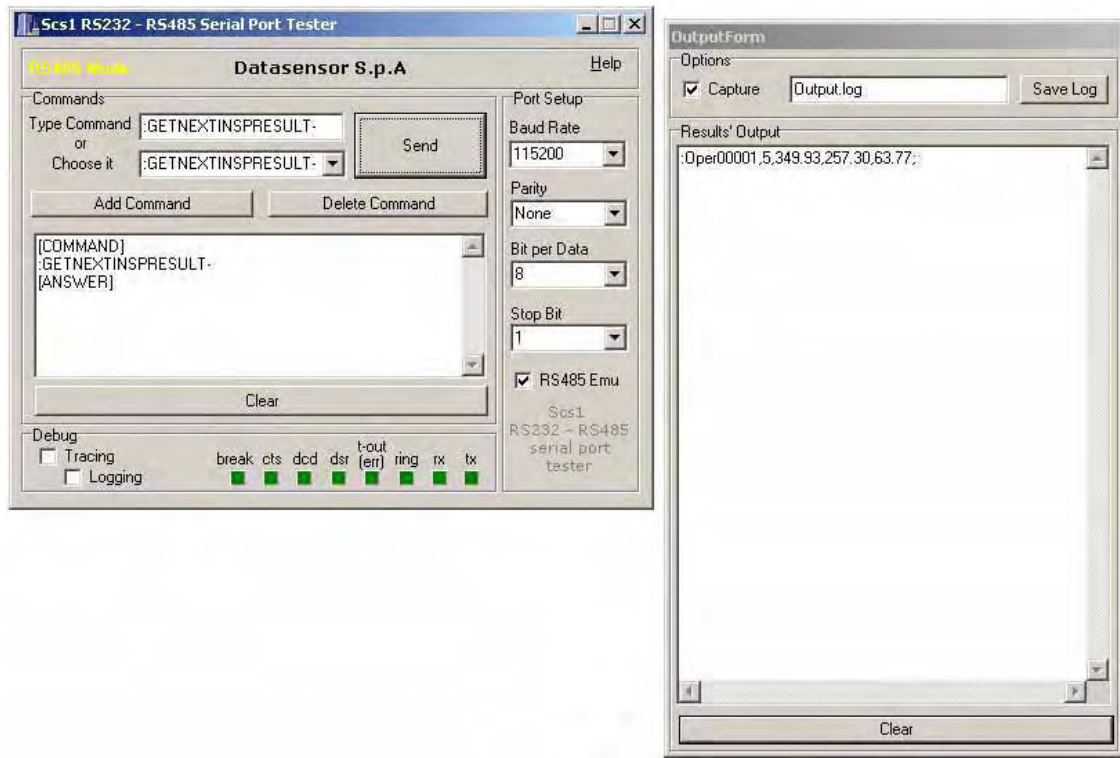 Scs1 RS232 - RS485 Serial Port Tester
RS485 Mode
Datasensor S.p.A
Help
Commands
Type Command
:GETNEXTINSPRESULT-
or
Choose it
:GETNEXTINSPRESULT-
Send
Add Command
Delete Command
[COMMAND]
:GETNEXTINSPRESULT-
[ANSWER]
Clear
Port Setup
Baud Rate
115200
Parity
None
Bit per Data
8
Stop Bit
1
RS485 Emu
Scs1
RS232 - RS485
serial port
tester
Debug
Tracing
Logging
break cts dcd dsr t-out (err) ring rx tx
OutputForm
Options
Capture
Output.log
Save Log
Results' Output
:Oper00001,5,349.93,257.30,63.77;
Clear